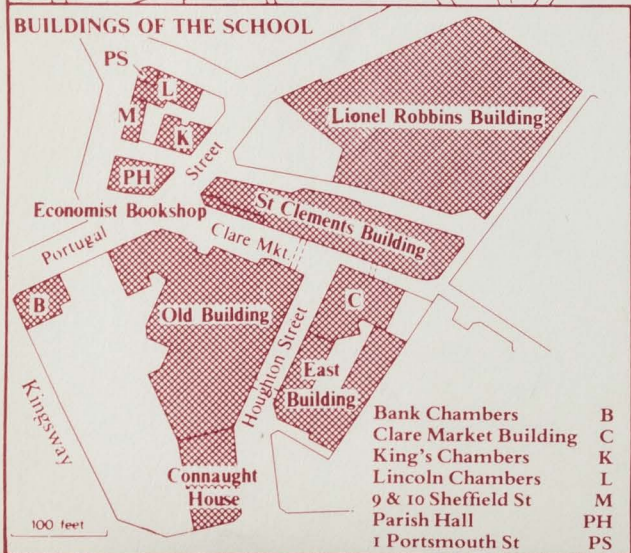 BUILDINGS OF THE SCHOOL
PS
L
Lionel Robbins Building
M
K
Street
PH
St Clements Building
Economist Bookshop
Clare Mkt.
Portugal
C
B
Old Building
Houghton Street
East
Building
Kingsway
Connaught
House
100 feet
Bank Chambers B
Clare Market Building C
King's Chambers K
Lincoln Chambers L
9 & 10 Sheffield St M
Parish Hall PH
1 Portsmouth St PS